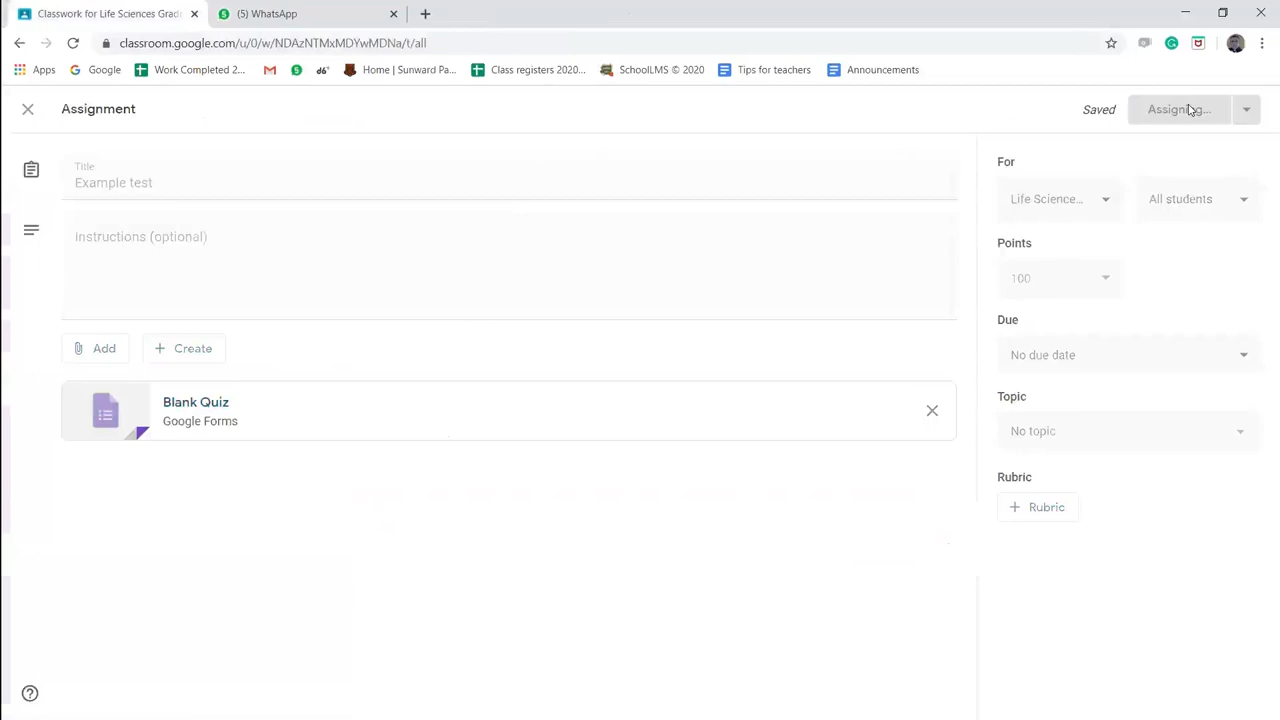 Classwork for Life Sciences Grad
(5) WhatsApp
classroom.google.com/u/0/w/NDAzNTMxMDYwMDNa/t/all
Apps
Google
Work Completed 2...
Home | Sunward Pa...
Class registers 2020...
SchoolLMS © 2020
Tips for teachers
Announcements
Assignment
Saved
Assigning...
Title
Example test
Instructions (optional)
Add
Create
Blank Quiz
Google Forms
For
Life Science...
All students
Points
100
Due
No due date
Topic
No topic
Rubric
Rubric